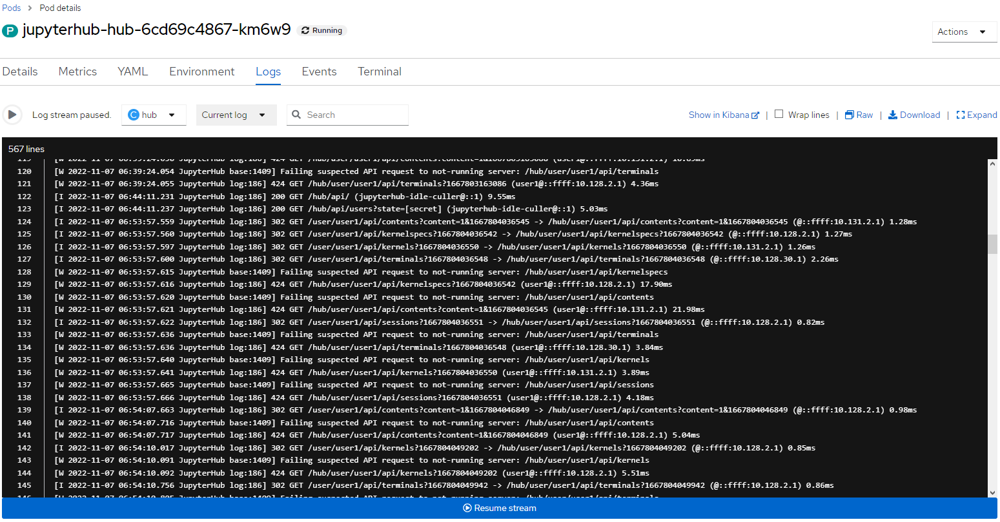 Pods > Pod details
P jupyterhub-hub-6cd69c4867-km6w9 Running
Actions
Details Metrics YAML Environment Logs Events Terminal
Log stream paused. C hub Current log Search Show in Kibana | Wrap lines | Raw | Download | Expand
567 lines
119 [W 2022-11-07 06:39:24.050 JupyterHub log:186] 424 GET /hub/user/user1/api/contents?content=1&1667803163088 (user1@::ffff:10.131.2.1) 10.89ms
120 [W 2022-11-07 06:39:24.054 JupyterHub base:1409] Failing suspected API request to not-running server: /hub/user/user1/api/terminals
121 [W 2022-11-07 06:39:24.055 JupyterHub log:186] 424 GET /hub/user/user1/api/terminals?1667803163086 (user1@::ffff:10.128.2.1) 4.36ms
122 [I 2022-11-07 06:44:11.231 JupyterHub log:186] 200 GET /hub/api/ (jupyterhub-idle-culler@::1) 9.55ms
123 [I 2022-11-07 06:44:11.237 JupyterHub log:186] 200 GET /hub/api/users?state=[secret] (jupyterhub-idle-culler@::1) 5.03ms
124 [I 2022-11-07 06:53:57.559 JupyterHub log:186] 302 GET /user/user1/api/contents?content=1&1667804036545 -> /hub/user/user1/api/contents?content=1&1667804036545 (@::ffff:10.131.2.1) 1.28ms
125 [I 2022-11-07 06:53:57.560 JupyterHub log:186] 302 GET /user/user1/api/kernelspecs?1667804036542 -> /hub/user/user1/api/kernelspecs?1667804036542 (@::ffff:10.128.2.1) 1.27ms
126 [I 2022-11-07 06:53:57.597 JupyterHub log:186] 302 GET /user/user1/api/kernels?1667804036550 -> /hub/user/user1/api/kernels?1667804036550 (@::ffff:10.131.2.1) 1.26ms
127 [I 2022-11-07 06:53:57.600 JupyterHub log:186] 302 GET /user/user1/api/terminals?1667804036548 -> /hub/user/user1/api/terminals?1667804036548 (@::ffff:10.128.30.1) 2.26ms
128 [W 2022-11-07 06:53:57.615 JupyterHub base:1409] Failing suspected API request to not-running server: /hub/user/user1/api/kernelspecs
129 [W 2022-11-07 06:53:57.616 JupyterHub log:186] 424 GET /hub/user/user1/api/kernelspecs?1667804036542 (user1@::ffff:10.128.2.1) 17.90ms
130 [W 2022-11-07 06:53:57.620 JupyterHub base:1409] Failing suspected API request to not-running server: /hub/user/user1/api/contents
131 [W 2022-11-07 06:53:57.621 JupyterHub log:186] 424 GET /hub/user/user1/api/contents?content=1&1667804036545 (user1@::ffff:10.131.2.1) 21.98ms
132 [I 2022-11-07 06:53:57.622 JupyterHub log:186] 302 GET /user/user1/api/sessions?1667804036551 -> /hub/user/user1/api/sessions?1667804036551 (@::ffff:10.128.2.1) 0.82ms
133 [W 2022-11-07 06:53:57.636 JupyterHub base:1409] Failing suspected API request to not-running server: /hub/user/user1/api/terminals
134 [W 2022-11-07 06:53:57.636 JupyterHub log:186] 424 GET /hub/user/user1/api/terminals?1667804036548 (user1@::ffff:10.128.30.1) 3.84ms
135 [W 2022-11-07 06:53:57.640 JupyterHub base:1409] Failing suspected API request to not-running server: /hub/user/user1/api/kernels
136 [W 2022-11-07 06:53:57.641 JupyterHub log:186] 424 GET /hub/user/user1/api/kernels?1667804036550 (user1@::ffff:10.131.2.1) 3.89ms
137 [W 2022-11-07 06:53:57.665 JupyterHub base:1409] Failing suspected API request to not-running server: /hub/user/user1/api/sessions
138 [W 2022-11-07 06:53:57.666 JupyterHub log:186] 424 GET /hub/user/user1/api/sessions?1667804036551 (user1@::ffff:10.128.2.1) 4.18ms
139 [I 2022-11-07 06:54:07.663 JupyterHub log:186] 302 GET /user/user1/api/contents?content=1&1667804046849 -> /hub/user/user1/api/contents?content=1&1667804046849 (@::ffff:10.128.2.1) 0.98ms
140 [W 2022-11-07 06:54:07.716 JupyterHub base:1409] Failing suspected API request to not-running server: /hub/user/user1/api/contents
141 [W 2022-11-07 06:54:07.717 JupyterHub log:186] 424 GET /hub/user/user1/api/contents?content=1&1667804046849 (user1@::ffff:10.128.2.1) 5.04ms
142 [I 2022-11-07 06:54:10.017 JupyterHub log:186] 302 GET /user/user1/api/kernels?1667804049202 -> /hub/user/user1/api/kernels?1667804049202 (@::ffff:10.128.2.1) 0.85ms
143 [W 2022-11-07 06:54:10.091 JupyterHub base:1409] Failing suspected API request to not-running server: /hub/user/user1/api/kernels
144 [W 2022-11-07 06:54:10.092 JupyterHub log:186] 424 GET /hub/user/user1/api/kernels?1667804049202 (user1@::ffff:10.128.2.1) 5.51ms
145 [I 2022-11-07 06:54:10.756 JupyterHub log:186] 302 GET /user/user1/api/terminals?1667804049942 -> /hub/user/user1/api/terminals?1667804049942 (@::ffff:10.128.2.1) 0.86ms
Resume stream